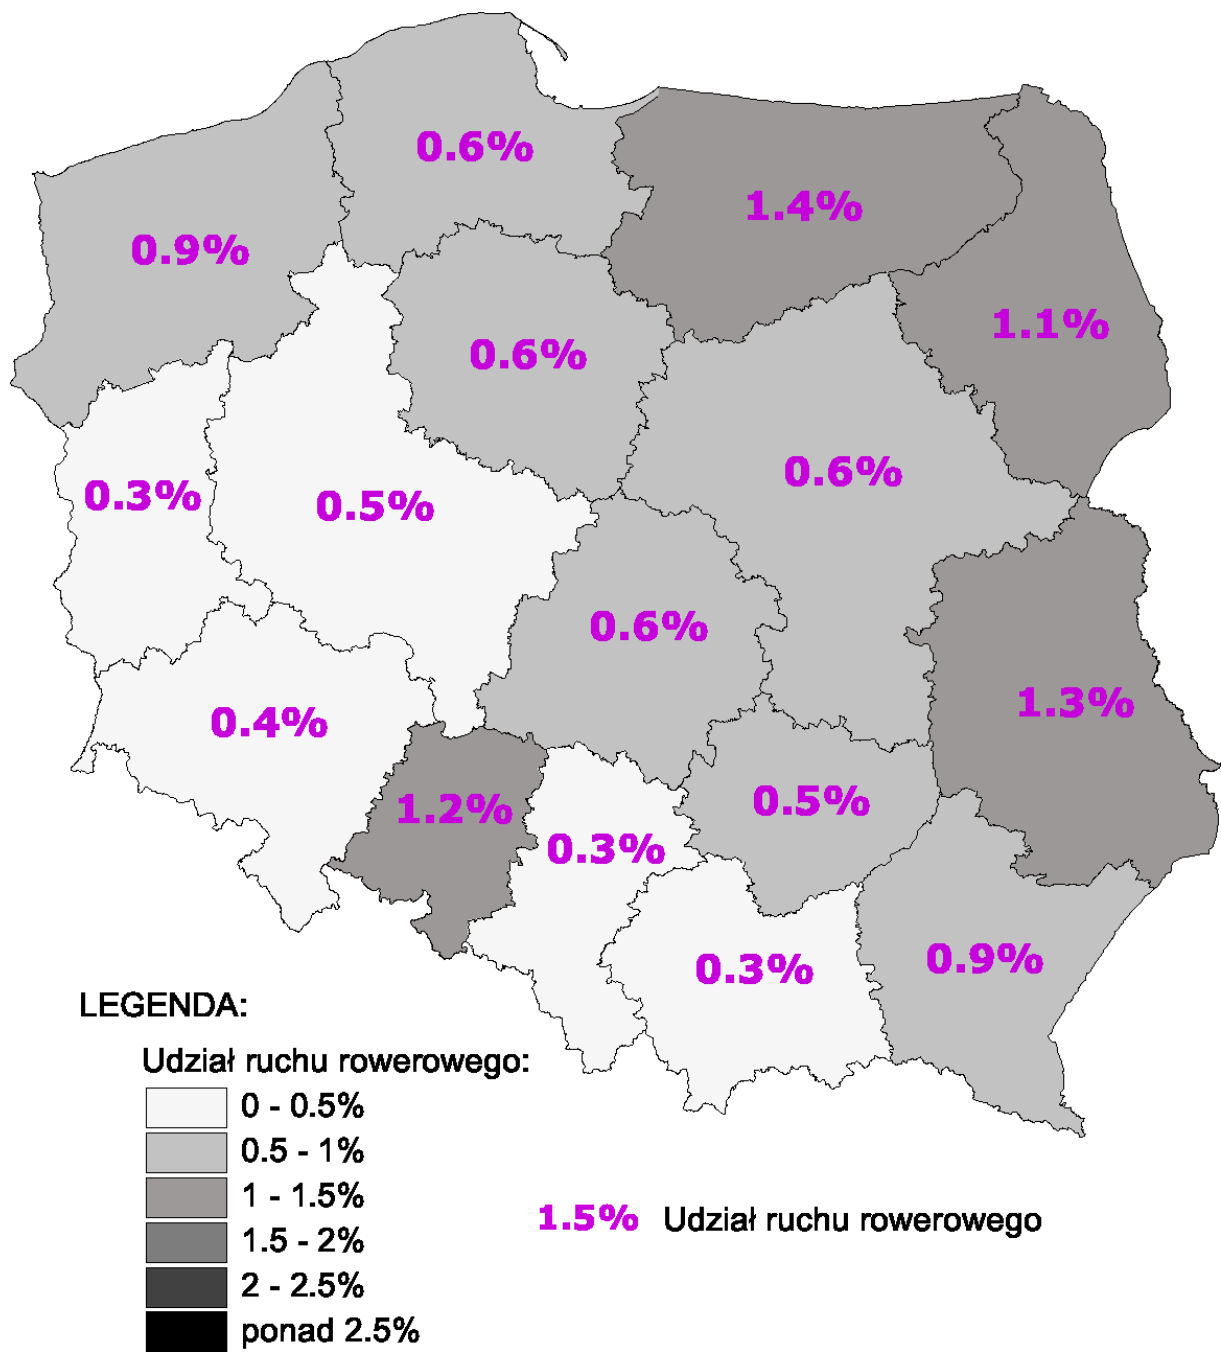 0.6%
1.4%
0.9%
1.1%
0.6%
0.6%
0.3%
0.5%
0.6%
1.3%
0.4%
0.5%
1.2%
0.3%
0.9%
0.3%
LEGENDA:
Udział ruchu rowerowego:
0 - 0.5%
0.5 - 1%
1 - 1.5%
1.5 - 2%
2 - 2.5%
ponad 2.5%
1.5% Udział ruchu rowerowego